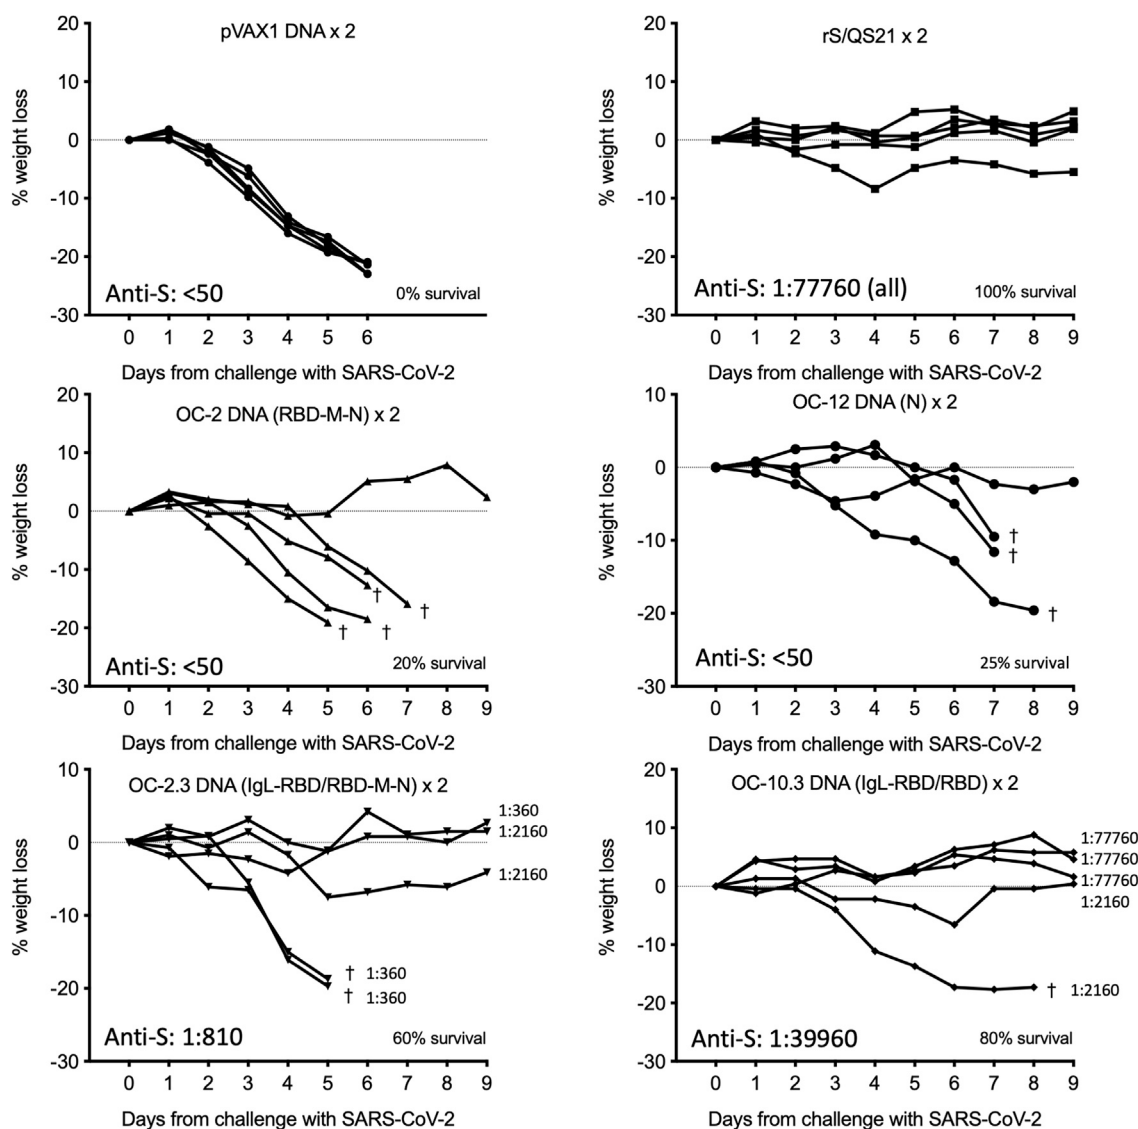 pVAX1 DNA x 2
% weight loss
20
10
0
-10
-20
-30
Anti-S: <50
0% survival
0 1 2 3 4 5 6
Days from challenge with SARS-CoV-2
rS/QS21 x 2
% weight loss
20
10
0
-10
-20
-30
Anti-S: 1:77760 (all)
100% survival
0 1 2 3 4 5 6 7 8 9
Days from challenge with SARS-CoV-2
OC-2 DNA (RBD-M-N) x 2
% weight loss
20
10
0
-10
-20
-30
†
†
†
†
Anti-S: <50
20% survival
0 1 2 3 4 5 6 7 8 9
Days from challenge with SARS-CoV-2
OC-12 DNA (N) x 2
% weight loss
10
0
-10
-20
-30
†
†
†
Anti-S: <50
25% survival
0 1 2 3 4 5 6 7 8 9
Days from challenge with SARS-CoV-2
OC-2.3 DNA (IgL-RBD/RBD-M-N) x 2
% weight loss
10
0
-10
-20
-30
1:360
1:2160
1:2160
† 1:360
† 1:360
Anti-S: 1:810
60% survival
0 1 2 3 4 5 6 7 8 9
Days from challenge with SARS-CoV-2
OC-10.3 DNA (IgL-RBD/RBD) x 2
% weight loss
20
10
0
-10
-20
-30
1:77760
1:77760
1:77760
1:2160
† 1:2160
Anti-S: 1:39960
80% survival
0 1 2 3 4 5 6 7 8 9
Days from challenge with SARS-CoV-2